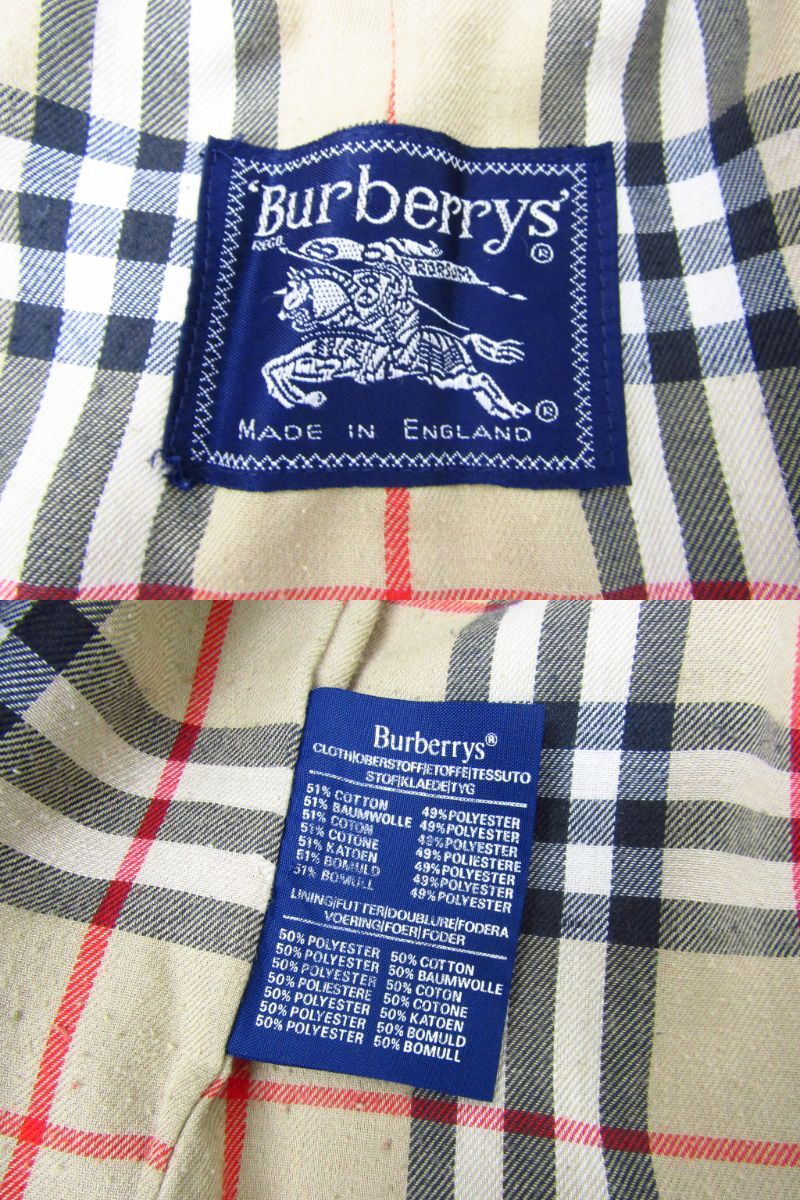 'Burberrys'
®
REGD
PRORSUM
®
MADE IN ENGLAND
Burberrys®
CLOTH|OBERSTOFF|ETOFFE|TESSUTO
STOF|KLAEDE|TYG
51% COTTON 49% POLYESTER
51% BAUMWOLLE 49% POLYESTER
51% COTON 49% POLYESTER
51% COTONE 49% POLIESTERE
51% KATOEN 49% POLYESTER
51% BOMULD 49% POLYESTER
51% BOMULL 49% POLYESTER
LINING|FUTTER|DOUBLURE|FODERA
VOERING|FOER|FODER
50% POLYESTER 50% COTTON
50% POLYESTER 50% BAUMWOLLE
50% POLYESTER 50% COTON
50% POLIESTERE 50% COTONE
50% POLYESTER 50% KATOEN
50% POLYESTER 50% BOMULD
50% POLYESTER 50% BOMULL